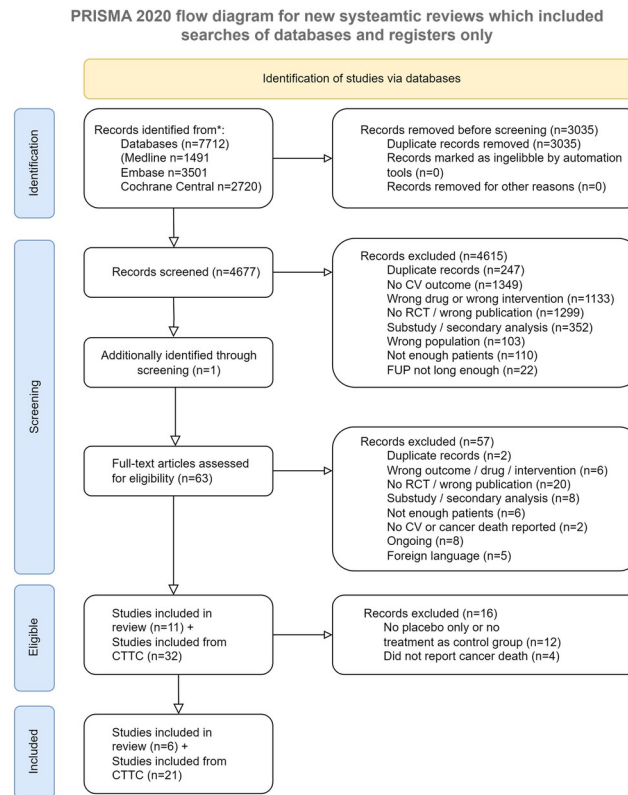 PRISMA 2020 flow diagram for new systeamtic reviews which included
searches of databases and registers only
Identification of studies via databases
Identification
Records identified from*:
Databases (n=7712)
(Medline n=1491
Embase n=3501
Cochrane Central n=2720)
Records removed before screening (n=3035)
Duplicate records removed (n=3035)
Records marked as ingelibble by automation
tools (n=0)
Records removed for other reasons (n=0)
Screening
Records screened (n=4677)
Records excluded (n=4615)
Duplicate records (n=247)
No CV outcome (n=1349)
Wrong drug or wrong intervention (n=1133)
No RCT / wrong publication (n=1299)
Substudy / secondary analysis (n=352)
Wrong population (n=103)
Not enough patients (n=110)
FUP not long enough (n=22)
Additionally identified through
screening (n=1)
Full-text articles assessed
for eligibility (n=63)
Records excluded (n=57)
Duplicate records (n=2)
Wrong outcome / drug / intervention (n=6)
No RCT / wrong publication (n=20)
Substudy / secondary analysis (n=8)
Not enough patients (n=6)
No CV or cancer death reported (n=2)
Ongoing (n=8)
Foreign language (n=5)
Eligible
Studies included in
review (n=11) +
Studies included from
CTTC (n=32)
Records excluded (n=16)
No placebo only or no
treatment as control group (n=12)
Did not report cancer death (n=4)
Included
Studies included in
review (n=6) +
Studies included from
CTTC (n=21)